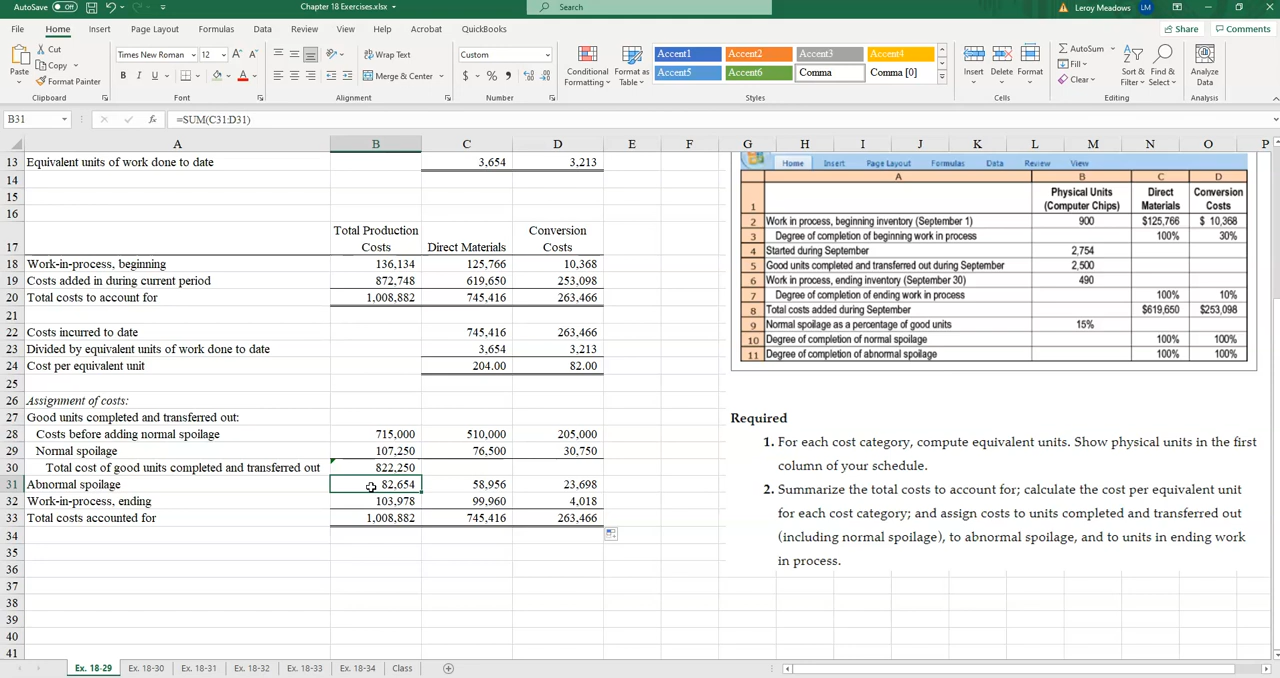 AutoSave Off Chapter 18 Exercises.xlsx Search Leroy Meadows LM
File Home Insert Page Layout Formulas Data Review View Help Acrobat QuickBooks Share Comments
Paste Cut Copy Format Painter
Clipboard
Times New Roman 12 B I U
Font
Wrap Text Merge & Center
Alignment
Custom $ % 9
Number
Conditional Formatting Format as Table
Accent1 Accent2 Accent3 Accent4
Accent5 Accent6 Comma Comma [0]
Styles
Insert Delete Format
Cells
AutoSum Fill Clear Sort & Filter Find & Select
Editing
Analyze Data
Analysis
B31 fx =SUM(C31:D31)
A B C D E F G H I J K L M N O P
13 Equivalent units of work done to date 3,654 3,213
14
15
16
17 Total Production Costs Direct Materials Conversion Costs
18 Work-in-process, beginning 136,134 125,766 10,368
19 Costs added in during current period 872,748 619,650 253,098
20 Total costs to account for 1,008,882 745,416 263,466
21
22 Costs incurred to date 745,416 263,466
23 Divided by equivalent units of work done to date 3,654 3,213
24 Cost per equivalent unit 204.00 82.00
25
26 Assignment of costs:
27 Good units completed and transferred out:
28 Costs before adding normal spoilage 715,000 510,000 205,000
29 Normal spoilage 107,250 76,500 30,750
30 Total cost of good units completed and transferred out 822,250
31 Abnormal spoilage 82,654 58,956 23,698
32 Work-in-process, ending 103,978 99,960 4,018
33 Total costs accounted for 1,008,882 745,416 263,466
34
35
36
37
38
39
40
41
Home Insert Page Layout Formulas Data Review View
A B C D
1 Physical Units (Computer Chips) Direct Materials Conversion Costs
2 Work in process, beginning inventory (September 1) 900 $125,766 $ 10,368
3 Degree of completion of beginning work in process 100% 30%
4 Started during September 2,754
5 Good units completed and transferred out during September 2,500
6 Work in process, ending inventory (September 30) 490
7 Degree of completion of ending work in process 100% 10%
8 Total costs added during September $619,650 $253,098
9 Normal spoilage as a percentage of good units 15%
10 Degree of completion of normal spoilage 100% 100%
11 Degree of completion of abnormal spoilage 100% 100%
Required
1. For each cost category, compute equivalent units. Show physical units in the first
column of your schedule.
2. Summarize the total costs to account for; calculate the cost per equivalent unit
for each cost category; and assign costs to units completed and transferred out
(including normal spoilage), to abnormal spoilage, and to units in ending work
in process.
Ex. 18-29 Ex. 18-30 Ex. 18-31 Ex. 18-32 Ex. 18-33 Ex. 18-34 Class